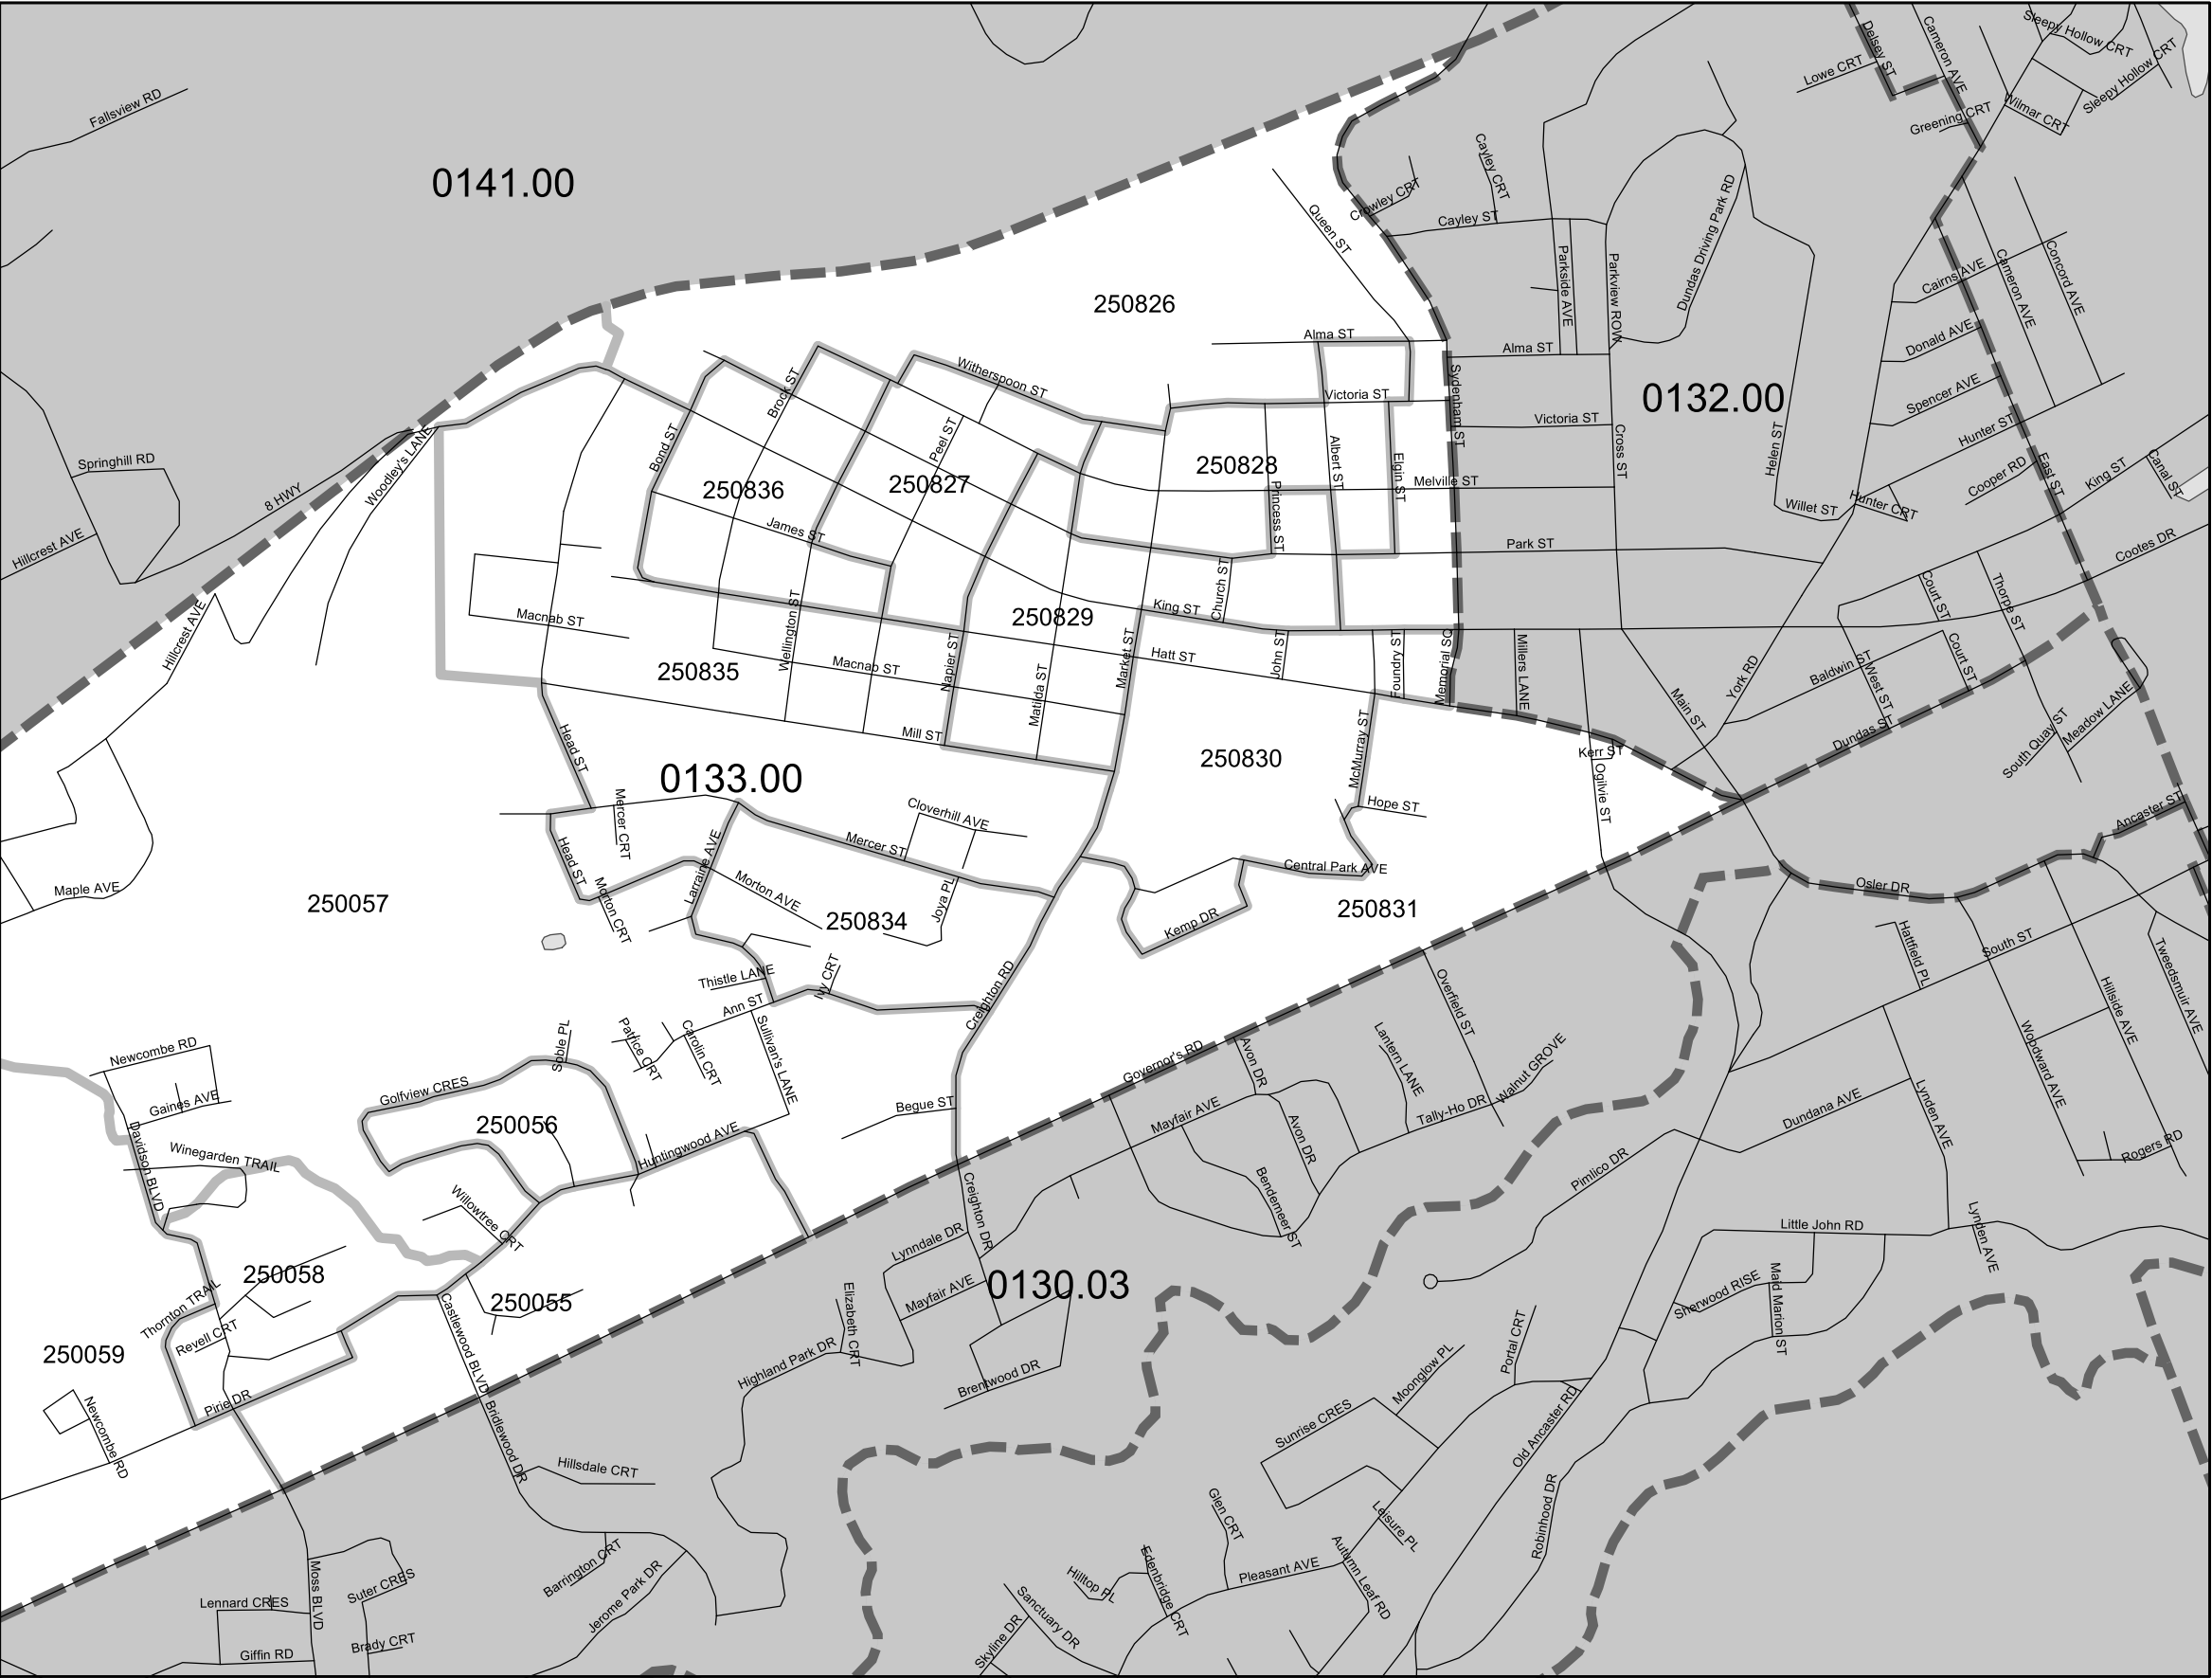 Delsey ST
Cameron AVE
Sleepy Hollow CRT
Sleepy Hollow CRT
Lowe CRT
Wilmar CRT
Greening CRT
Fallsview RD
0141.00
Cayley CRT
Crowley CRT
Cayley ST
Queen ST
Dundas Driving Park RD
Parkside AVE
Parkview ROW
Cairns AVE
Cameron AVE
Concord AVE
250826
Alma ST
Alma ST
Donald AVE
Witherspoon ST
Brock ST
Victoria ST
Sydenham ST
Victoria ST
0132.00
Spencer AVE
Hunter ST
Bond ST
Peel ST
Albert ST
Elgin ST
Cross ST
Helen ST
Springhill RD
Woodley's LANE
8 HWY
250836
250827
250828
Princess ST
Melville ST
Cooper RD
East ST
King ST
Canal ST
Willet ST
Hunter CRT
James ST
Hillcrest AVE
Park ST
Cootes DR
Macnab ST
Hillcrest AVE
Wellington ST
250829
Church ST
King ST
Court ST
Thorpe ST
250835
Macnab ST
Napier ST
Matilda ST
Market ST
Hatt ST
John ST
Foundry ST
Memorial SQ
Millers LANE
Main ST
York RD
Baldwin ST
West ST
Court ST
Meadow LANE
South Quay ST
Dundas ST
Mill ST
Head ST
0133.00
250830
McMurray ST
Kerr ST
Ogilvie ST
Hope ST
Ancaster ST
Mercer CRT
Cloverhill AVE
Mercer ST
Larraine AVE
Head ST
Central Park AVE
Osler DR
Maple AVE
250057
Morton CRT
Morton AVE
250834
Joya PL
Kemp DR
250831
Hattfield PL
South ST
Tweedsmuir AVE
Thistle LANE
Ivy CRT
Ann ST
Creighton RD
Overfield ST
Hillside AVE
Woodward AVE
Newcombe RD
Soble PL
Patrice CRT
Carolin CRT
Sullivan's LANE
Governor's RD
Avon DR
Lantern LANE
Walnut GROVE
Golfview CRES
Gaines AVE
Begue ST
Mayfair AVE
Tally-Ho DR
Dundana AVE
Lynden AVE
250056
Huntingwood AVE
Avon DR
Davidson BLVD
Winegarden TRAIL
Rogers RD
Pimlico DR
Bendemeer ST
Willowtree CRT
Creighton DR
Lynndale DR
Little John RD
Lynden AVE
250058
0130.03
Mayfair AVE
250055
Thornton TRAIL
Revell CRT
Castlewood BLVD
Elizabeth CRT
Sherwood RISE
Maid Marion ST
250059
Highland Park DR
Brentwood DR
Portal CRT
Moonglow PL
Pirie DR
Newcombe RD
Bridlewood DR
Sunrise CRES
Old Ancaster RD
Hillsdale CRT
Glen CRT
Leisure PL
Robinhood DR
Moss BLVD
Suter CRES
Barrington CRT
Jerome Park DR
Hilltop PL
Edenbridge CRT
Pleasant AVE
Autumn Leaf RD
Lennard CRES
Brady CRT
Giffin RD
Skyline DR
Sanctuary DR